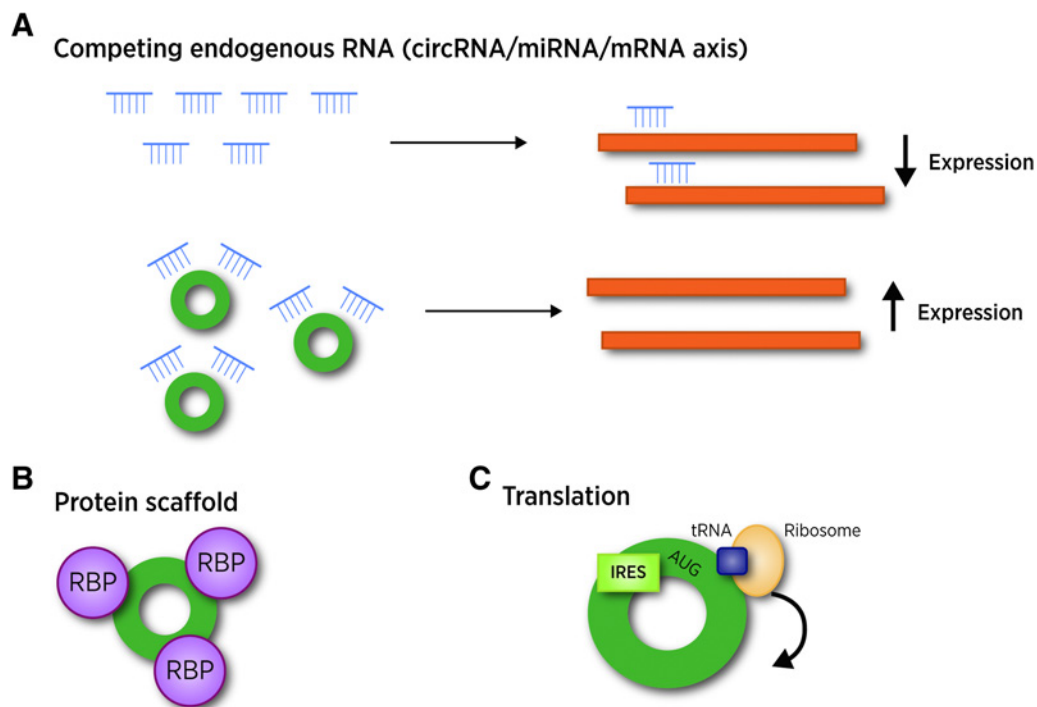 A
Competing endogenous RNA (circRNA/miRNA/mRNA axis)
Expression
Expression
B
Protein scaffold
RBP
RBP
RBP
C
Translation
tRNA
Ribosome
IRES
AUG